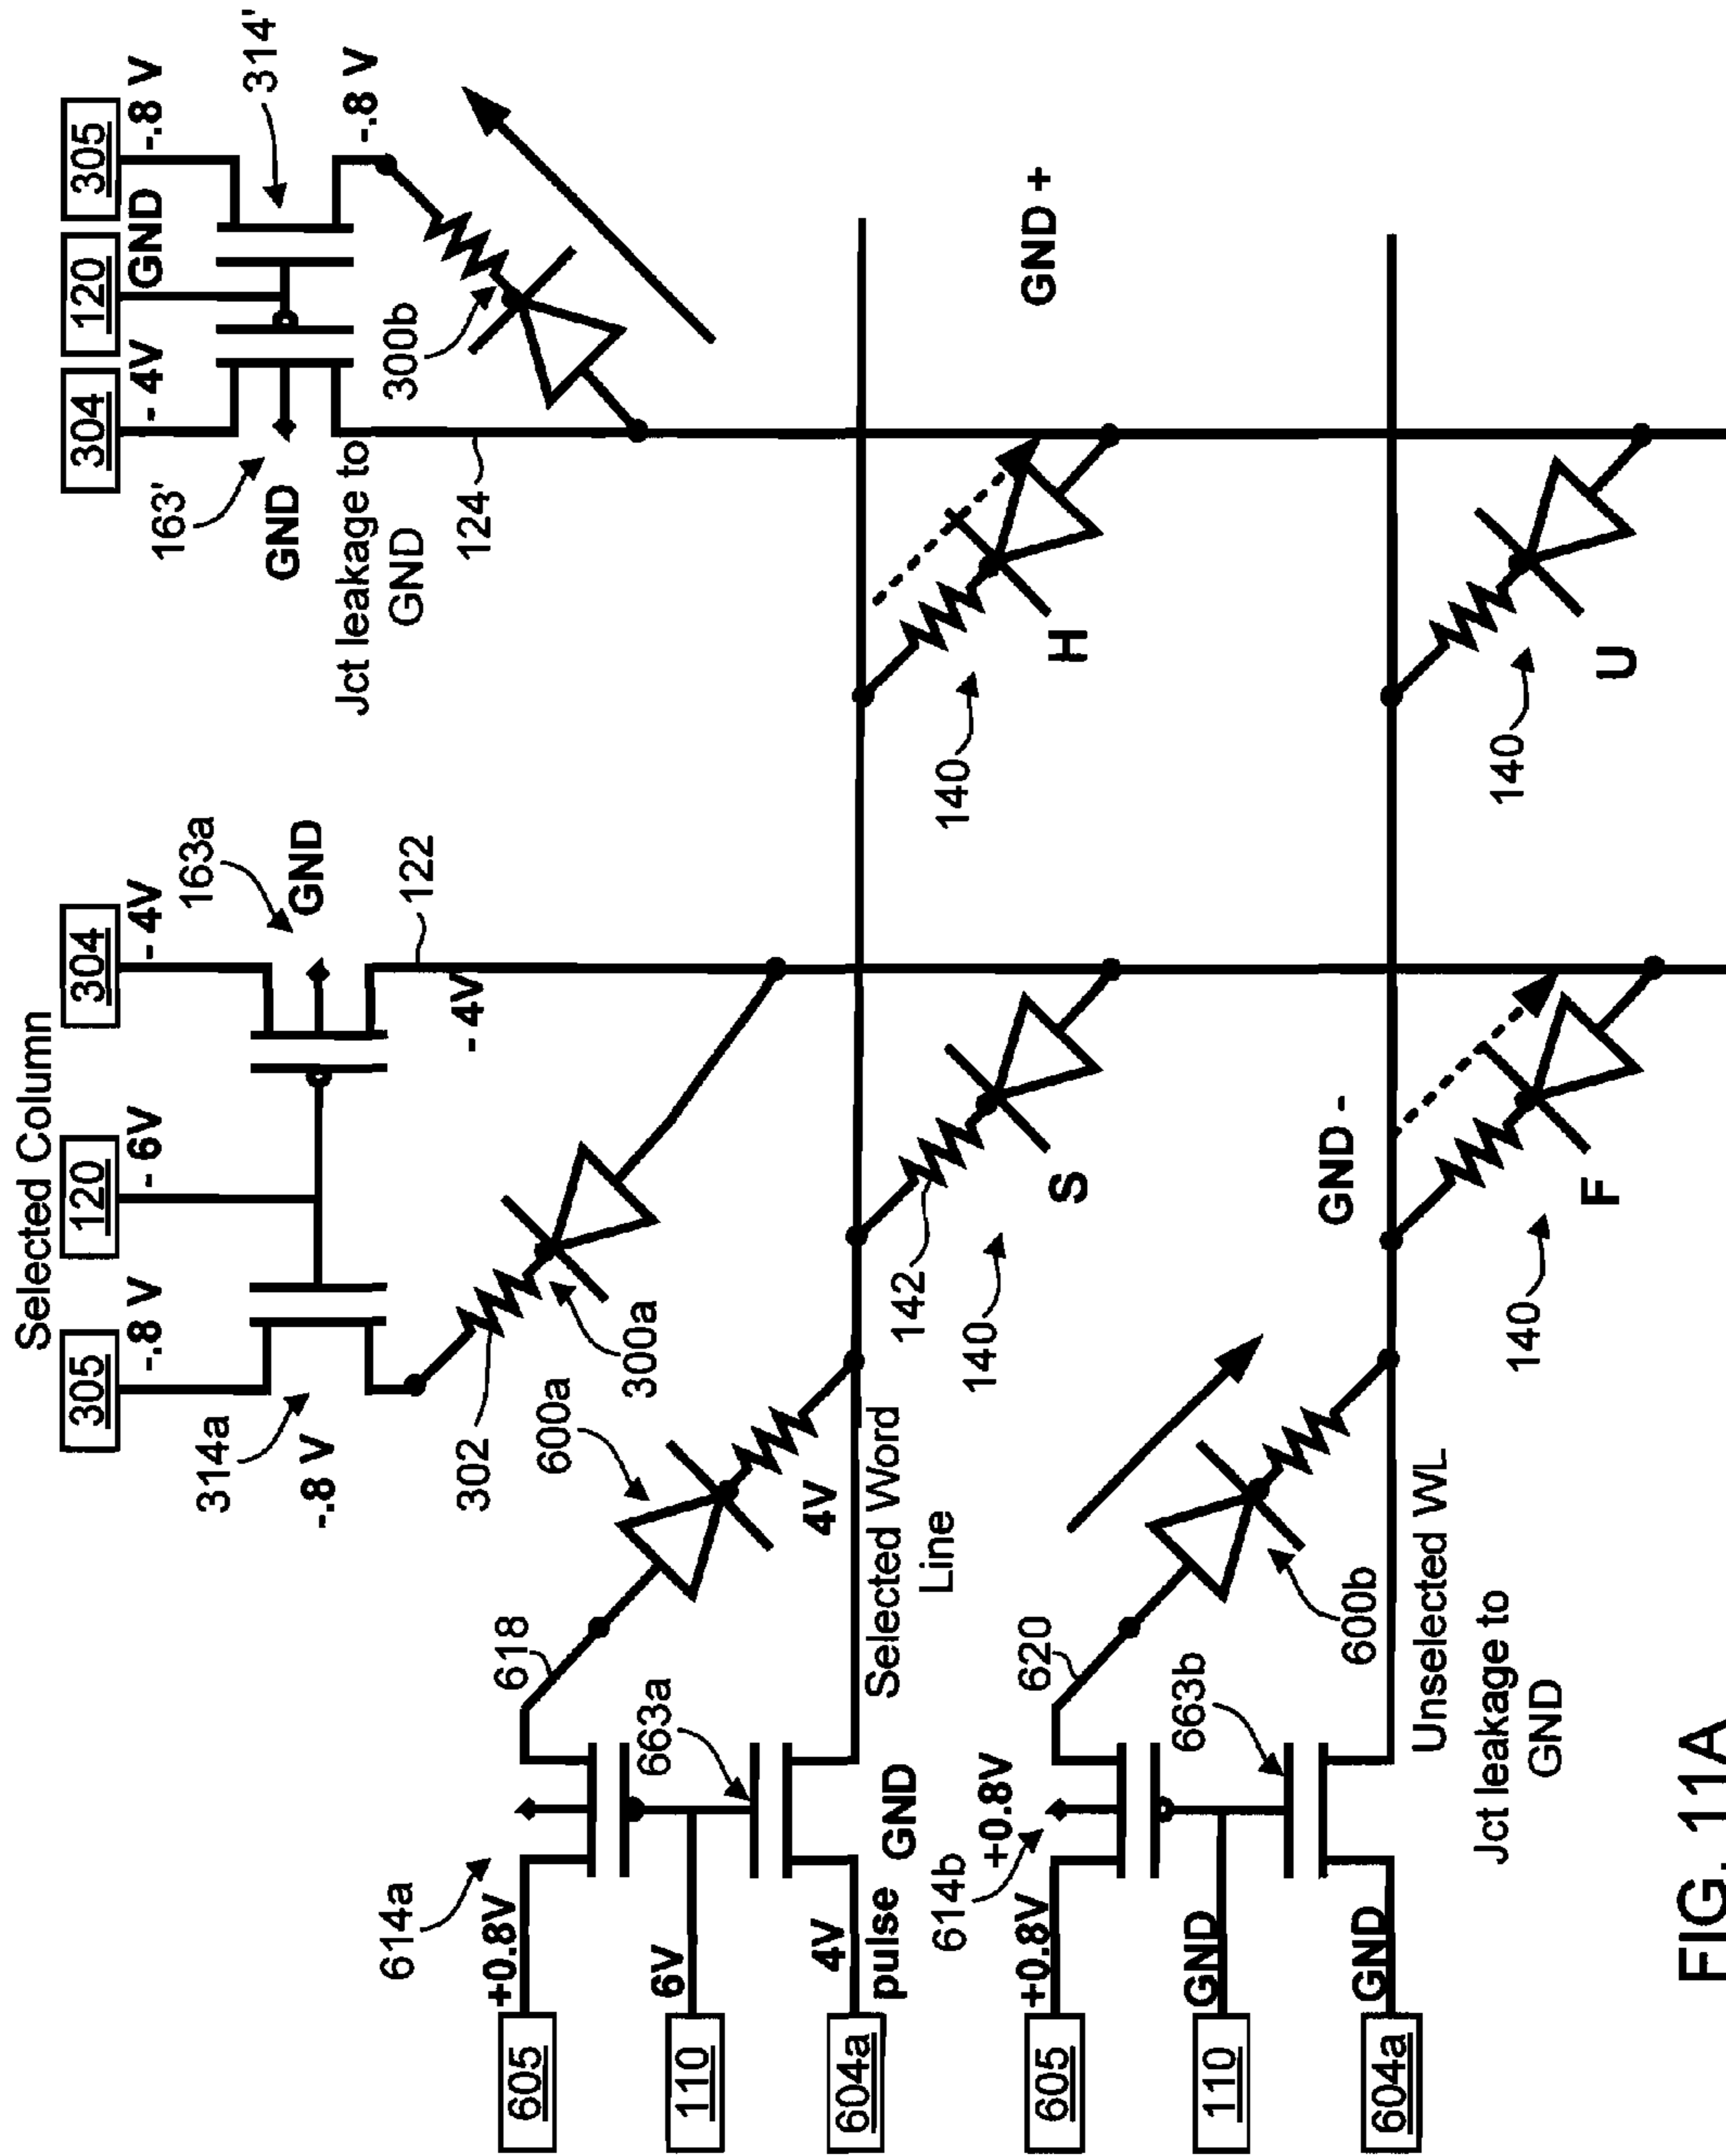 Selected Column
305
120
304
304
120
305
-.8 V
- 6V
- 4V
- 4V
GND
-.8 V
314a
163a
GND
163'
GND
314'
-.8 V
-.8 V
- 4V
122
Jct leakage to
GND
124
302
300a
300b
614a
618
600a
605
+0.8V
663a
110
6V
604a
4V
pulse
GND
4V
Selected Word
Line
142
140
S
140
H
GND +
614b
+0.8V
620
605
+0.8V
663b
110
GND
600b
604a
GND
Unselected WL
Jct leakage to
GND
GND -
140
F
140
U
FIG. 11A